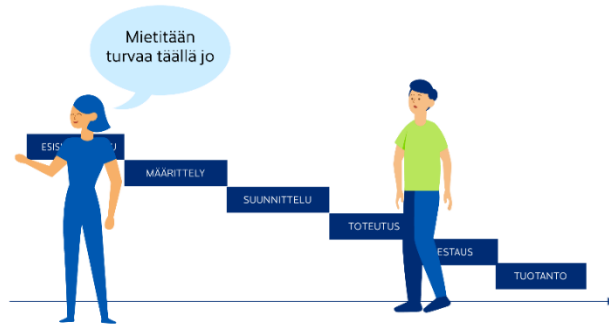 Mietitään
turvaa täällä jo
MÄÄRITTELY
SUUNNITTELU
TOTEUTUS
TUOTANTO